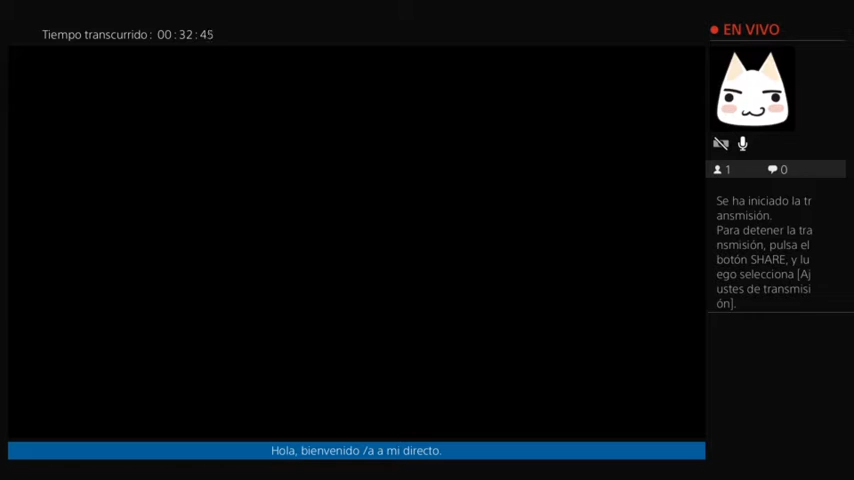 Tiempo transcurrido: 00:32:45
EN VIVO
1 0
Se ha iniciado la tr
ansmisión.
Para detener la tra
nsmisión, pulsa el
botón SHARE, y lu
ego selecciona [Aj
ustes de transmisi
ón].
Hola, bienvenido /a a mi directo.